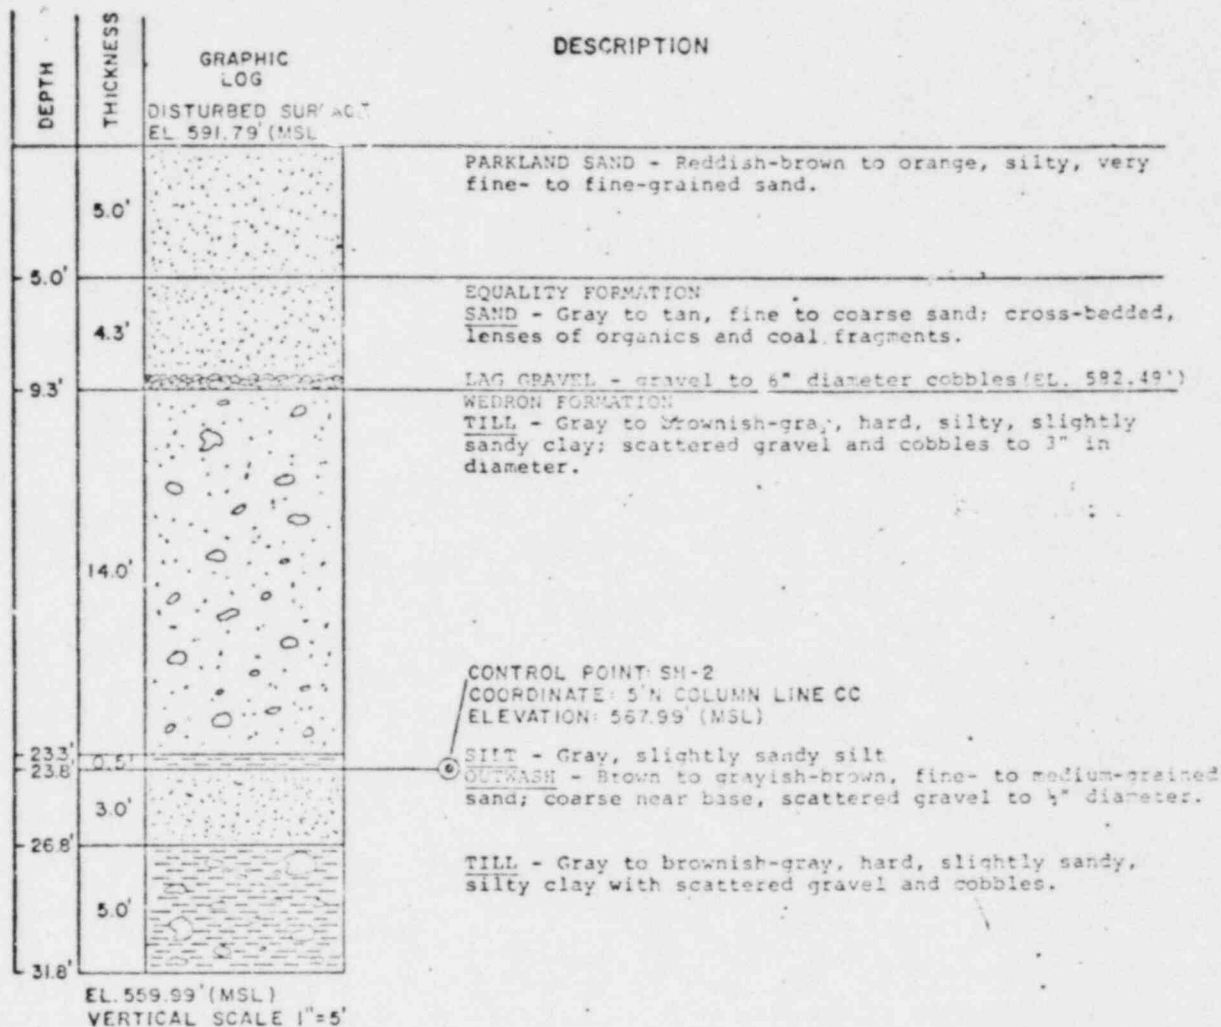 DEPTH
THICKNESS
GRAPHIC
LOG
DESCRIPTION
DISTURBED SURFACE
EL. 591.79' (MSL
PARKLAND SAND - Reddish-brown to orange, silty, very
fine- to fine-grained sand.
5.0'
5.0'
EQUALITY FORMATION
SAND - Gray to tan, fine to coarse sand; cross-bedded,
lenses of organics and coal fragments.
4.3'
LAG GRAVEL - gravel to 6" diameter cobbles (EL. 582.49')
9.3'
WEDRON FORMATION
TILL - Gray to brownish-gray, hard, silty, slightly
sandy clay; scattered gravel and cobbles to 3" in
diameter.
14.0'
CONTROL POINT: SH-2
COORDINATE: 5'N COLUMN LINE CC
ELEVATION: 567.99' (MSL)
23.3'
0.5'
SILT - Gray, slightly sandy silt
23.8'
OUTWASH - Brown to grayish-brown, fine- to medium-grained
sand; coarse near base, scattered gravel to ½" diameter.
3.0'
26.8'
TILL - Gray to brownish-gray, hard, slightly sandy,
silty clay with scattered gravel and cobbles.
5.0'
31.8'
EL. 559.99' (MSL)
VERTICAL SCALE 1"=5'